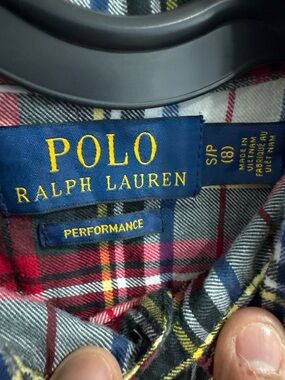 POLO
RALPH LAUREN
PERFORMANCE
S/P
(8)
MADE IN
VIETNAM
FABRIQUÉ AU
VIET NAM